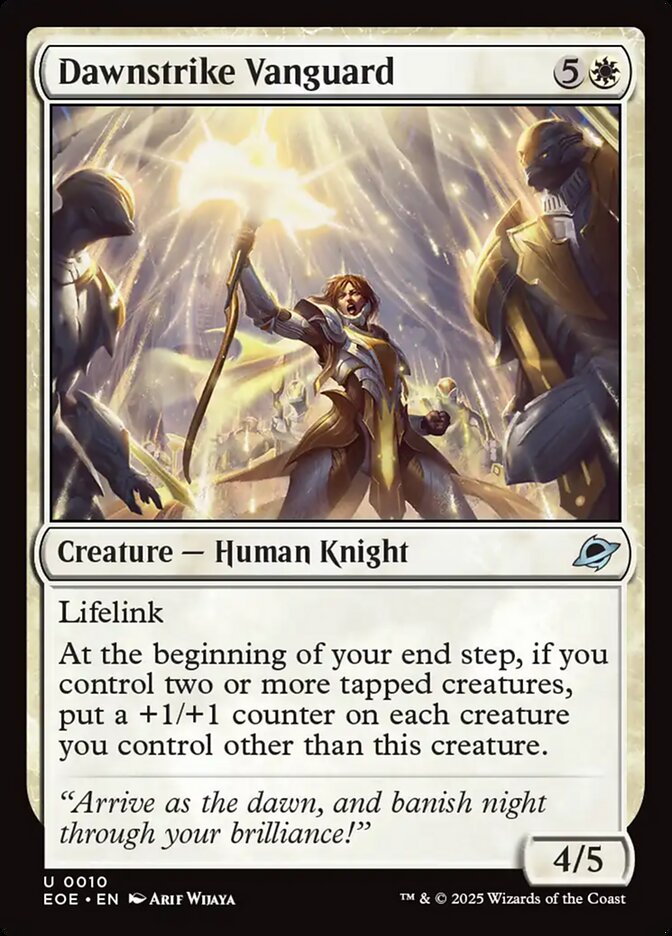 Dawnstrike Vanguard 5
Creature — Human Knight
Lifelink
At the beginning of your end step, if you
control two or more tapped creatures,
put a +1/+1 counter on each creature
you control other than this creature.
“Arrive as the dawn, and banish night
through your brilliance!”
4/5
U 0010
EOE • EN Arif Wijaya
™ & © 2025 Wizards of the Coast